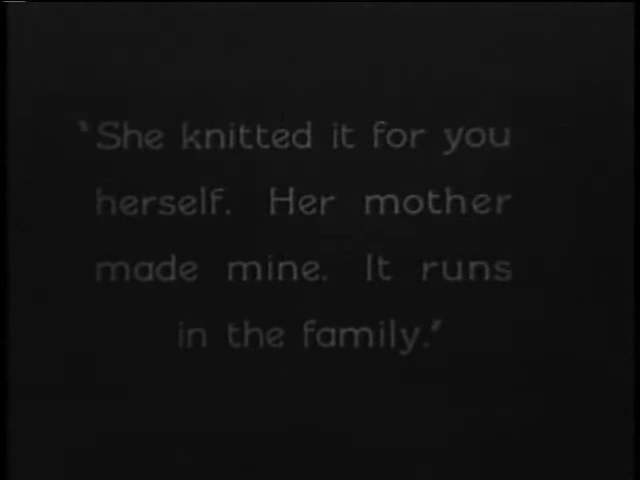 "She knitted it for you
herself. Her mother
made mine. It runs
in the family."